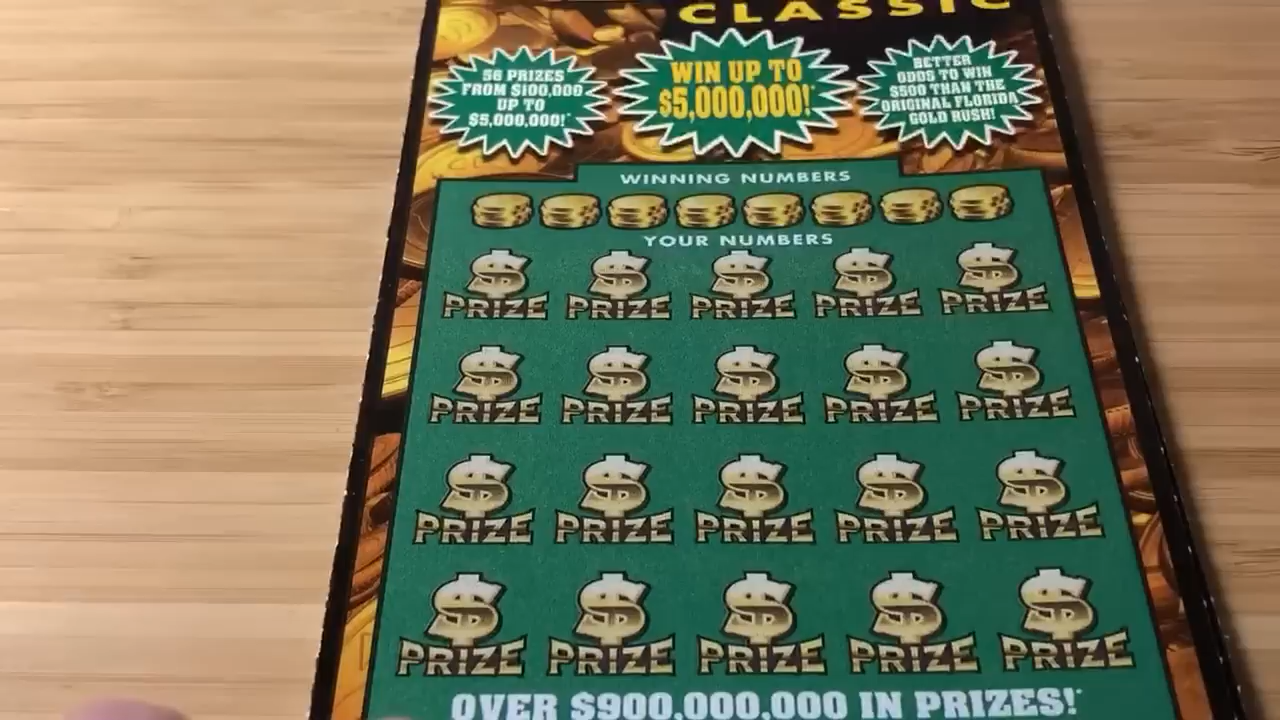 CLASSIC
56 PRIZES
FROM $100,000
UP TO
$5,000,000!*
WIN UP TO
$5,000,000!*
BETTER
ODDS TO WIN
$500 THAN THE
ORIGINAL FLORIDA
GOLD RUSH!
WINNING NUMBERS
YOUR NUMBERS
$ $ $ $ $
PRIZE PRIZE PRIZE PRIZE PRIZE
$ $ $ $ $
PRIZE PRIZE PRIZE PRIZE PRIZE
$ $ $ $ $
PRIZE PRIZE PRIZE PRIZE PRIZE
$ $ $ $ $
PRIZE PRIZE PRIZE PRIZE PRIZE
OVER $900,000,000 IN PRIZES!*